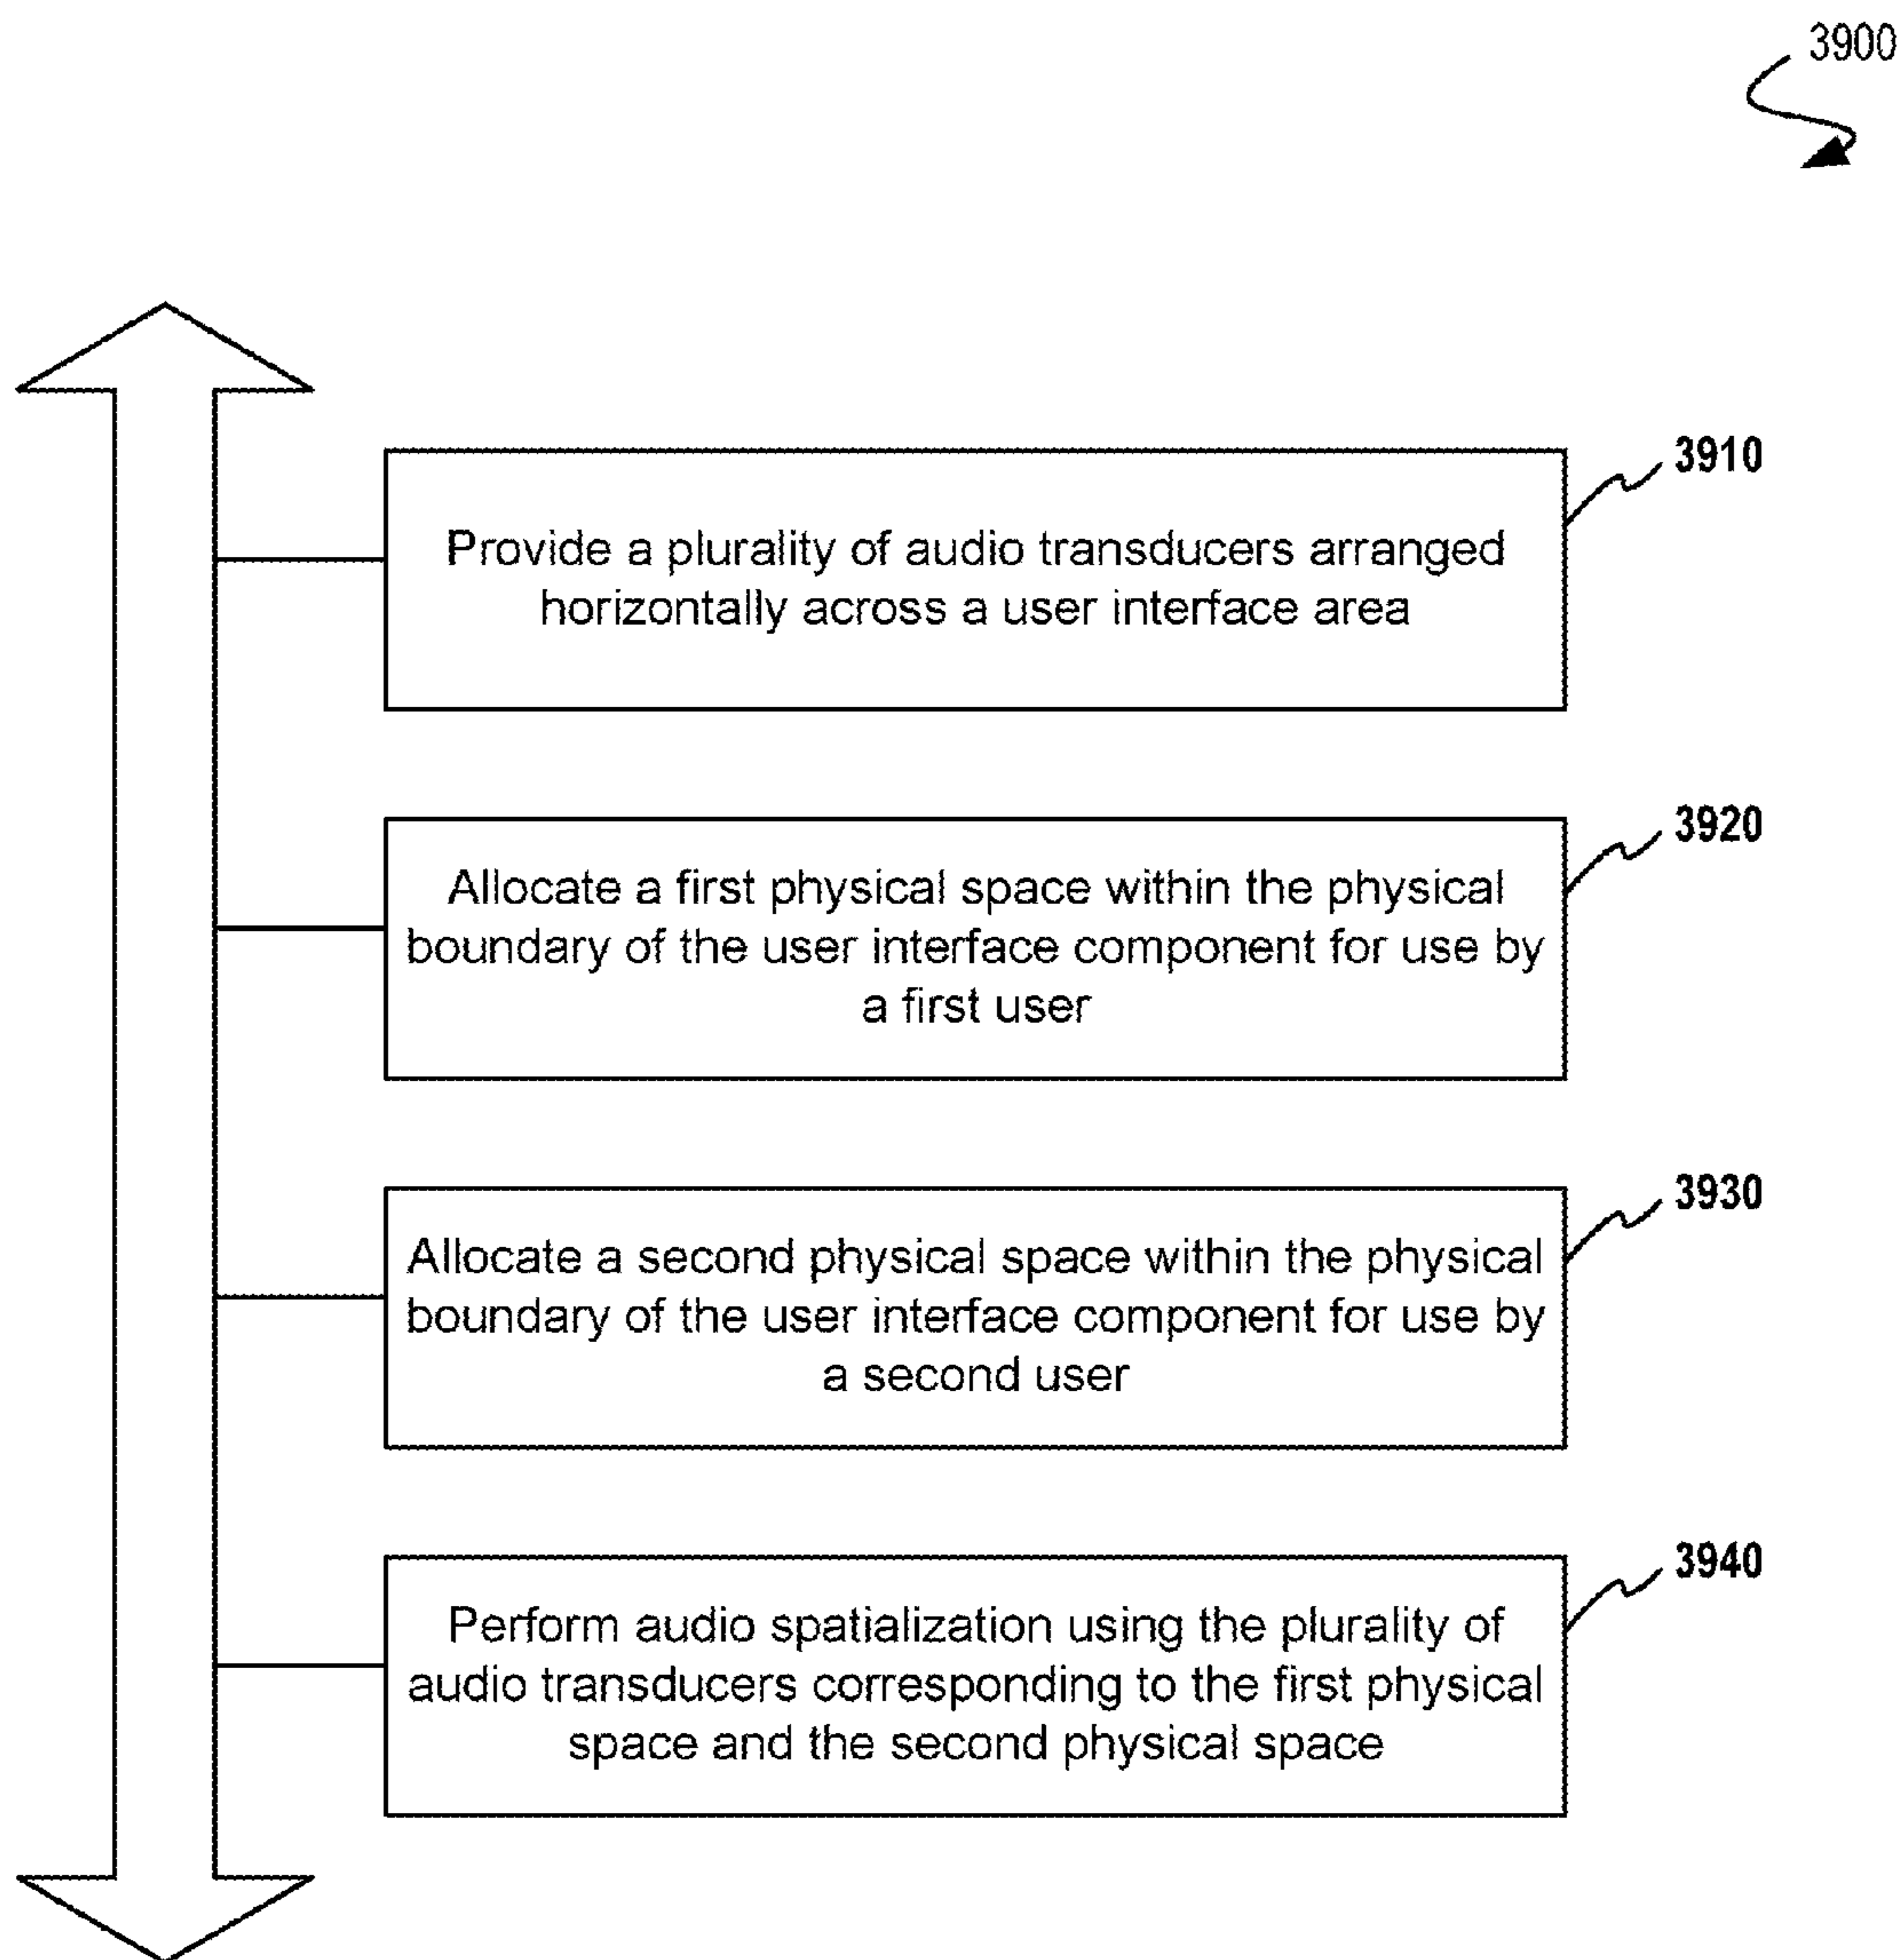 3900
3910
Provide a plurality of audio transducers arranged
horizontally across a user interface area
3920
Allocate a first physical space within the physical
boundary of the user interface component for use by
a first user
3930
Allocate a second physical space within the physical
boundary of the user interface component for use by
a second user
3940
Perform audio spatialization using the plurality of
audio transducers corresponding to the first physical
space and the second physical space